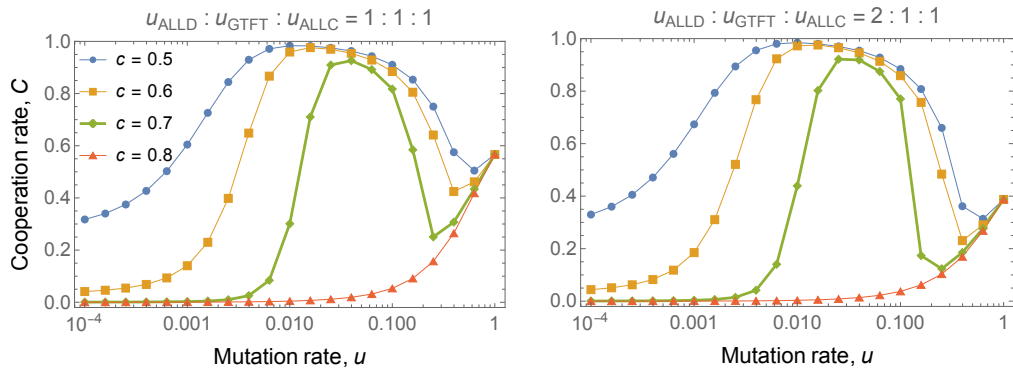 u_ALLD : u_GTFT : u_ALLC = 1 : 1 : 1
Cooperation rate, C
1.0
0.8
0.6
0.4
0.2
0.0
c = 0.5
c = 0.6
c = 0.7
c = 0.8
10⁻⁴ 0.001 0.010 0.100 1
Mutation rate, u
u_ALLD : u_GTFT : u_ALLC = 2 : 1 : 1
1.0
0.8
0.6
0.4
0.2
0.0
10⁻⁴ 0.001 0.010 0.100 1
Mutation rate, u